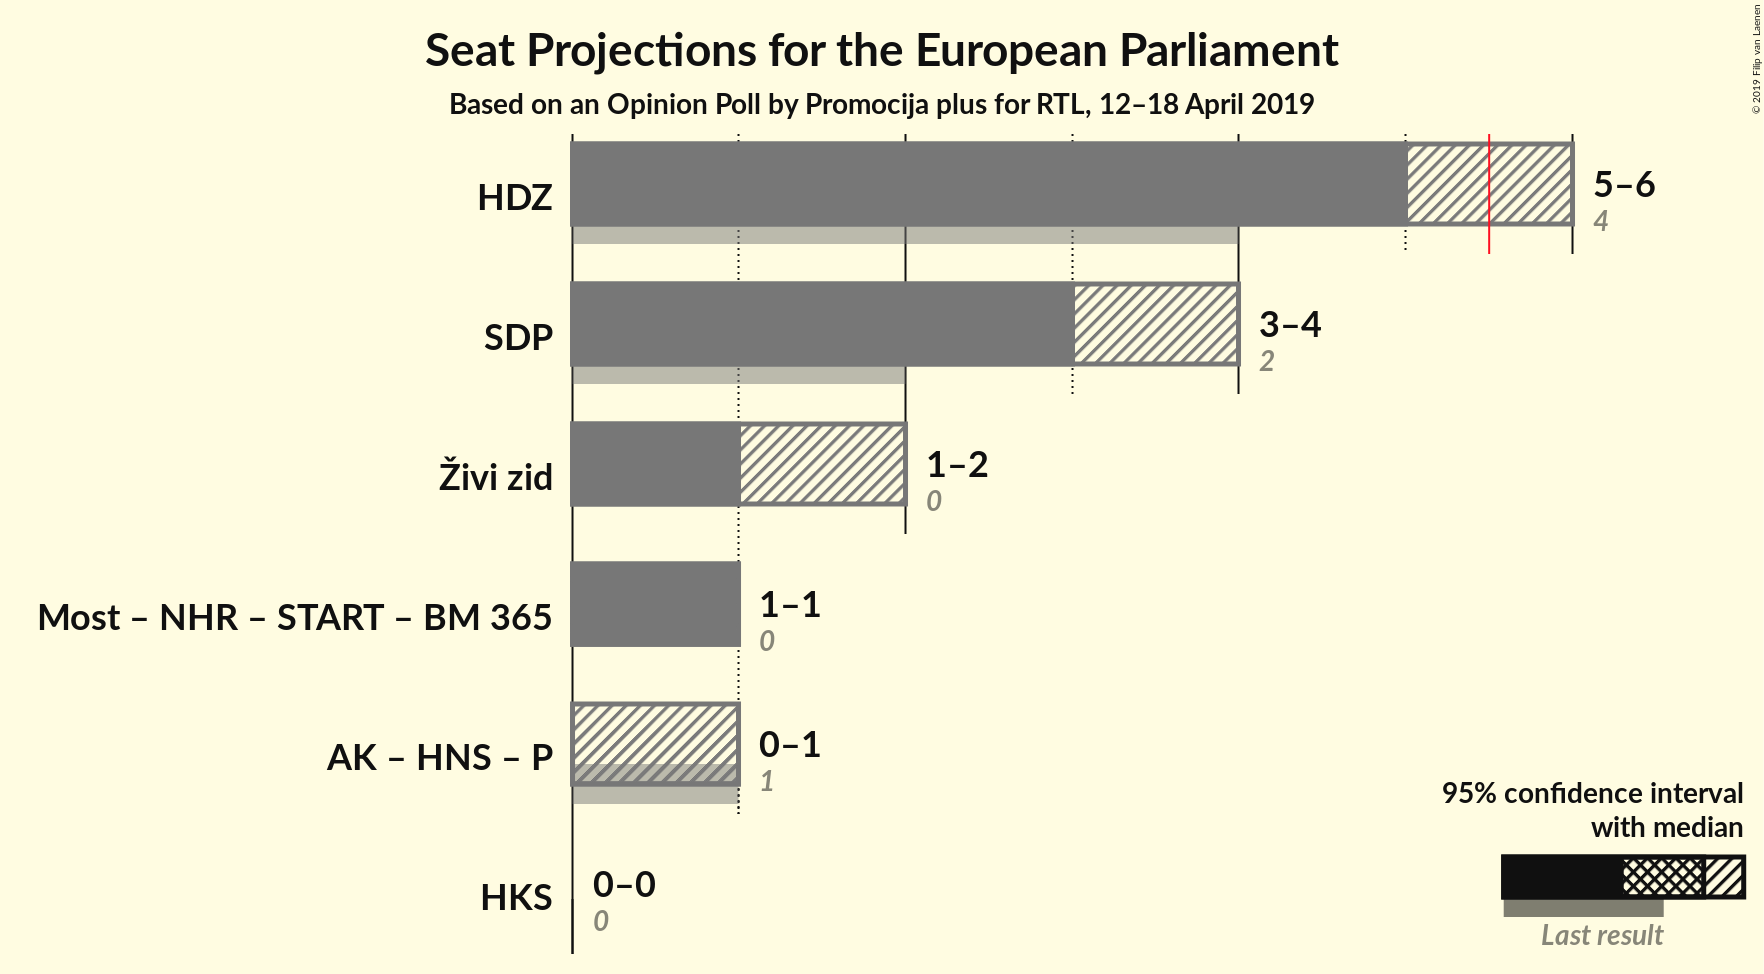 Seat Projections for the European Parliament
Based on an Opinion Poll by Promocija plus for RTL, 12–18 April 2019
© 2019 Filip van Laenen
HDZ
5–6
4
SDP
3–4
2
Živi zid
1–2
0
Most – NHR – START – BM 365
1–1
0
AK – HNS – P
0–1
1
HKS
0–0
0
95% confidence interval
with median
Last result